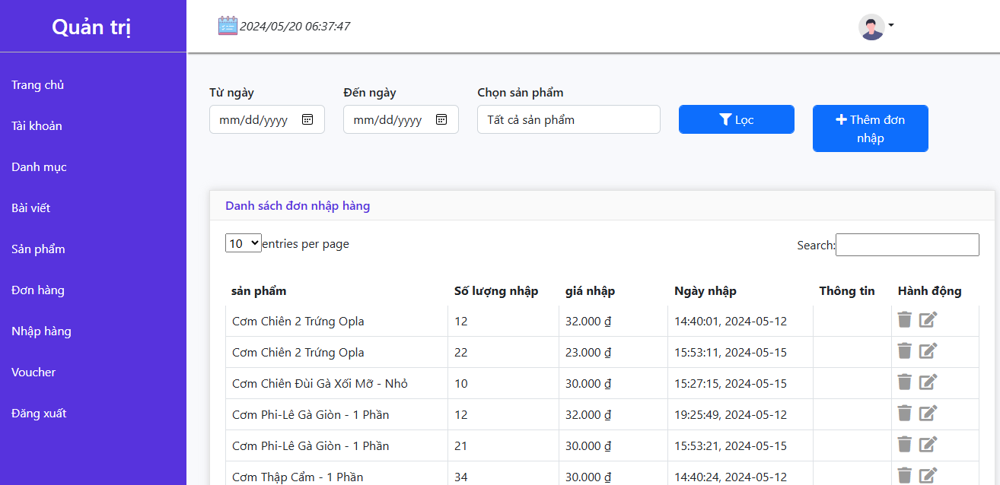 Quản trị
2024/05/20 06:37:47
Trang chủ
Tài khoản
Danh mục
Bài viết
Sản phẩm
Đơn hàng
Nhập hàng
Voucher
Đăng xuất
Từ ngày
Đến ngày
Chọn sản phẩm
mm/dd/yyyy
mm/dd/yyyy
Tất cả sản phẩm
Lọc
Thêm đơn
nhập
Danh sách đơn nhập hàng
10 entries per page
Search:
sản phẩm Số lượng nhập giá nhập Ngày nhập Thông tin Hành động
Cơm Chiên 2 Trứng Opla 12 32.000 ₫ 14:40:01, 2024-05-12
Cơm Chiên 2 Trứng Opla 22 23.000 ₫ 15:53:11, 2024-05-15
Cơm Chiên Đùi Gà Xối Mỡ - Nhỏ 10 30.000 ₫ 15:27:15, 2024-05-15
Cơm Phi-Lê Gà Giòn - 1 Phần 12 32.000 ₫ 19:25:49, 2024-05-12
Cơm Phi-Lê Gà Giòn - 1 Phần 21 30.000 ₫ 15:53:21, 2024-05-15
Cơm Thập Cẩm - 1 Phần 34 30.000 ₫ 14:40:24, 2024-05-12